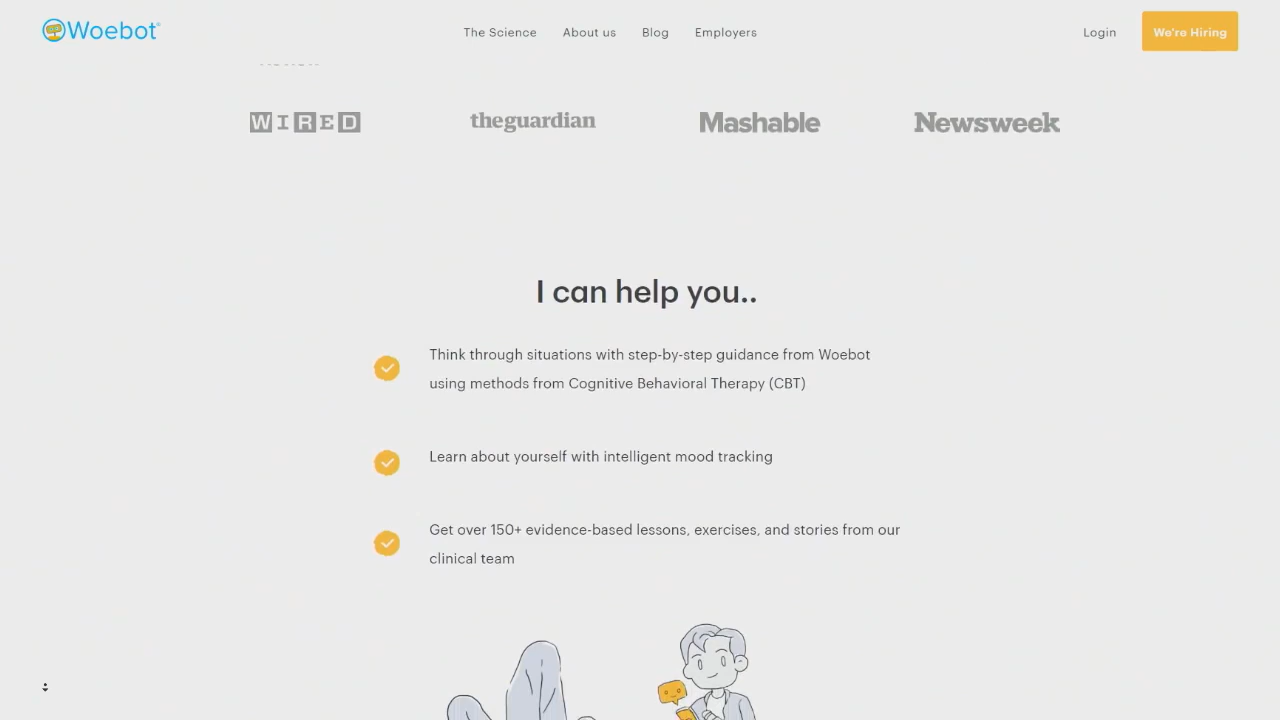 Woebot®
The Science
About us
Blog
Employers
Login
We're Hiring
WIRED
theguardian
Mashable
Newsweek
I can help you..
Think through situations with step-by-step guidance from Woebot
using methods from Cognitive Behavioral Therapy (CBT)
Learn about yourself with intelligent mood tracking
Get over 150+ evidence-based lessons, exercises, and stories from our
clinical team